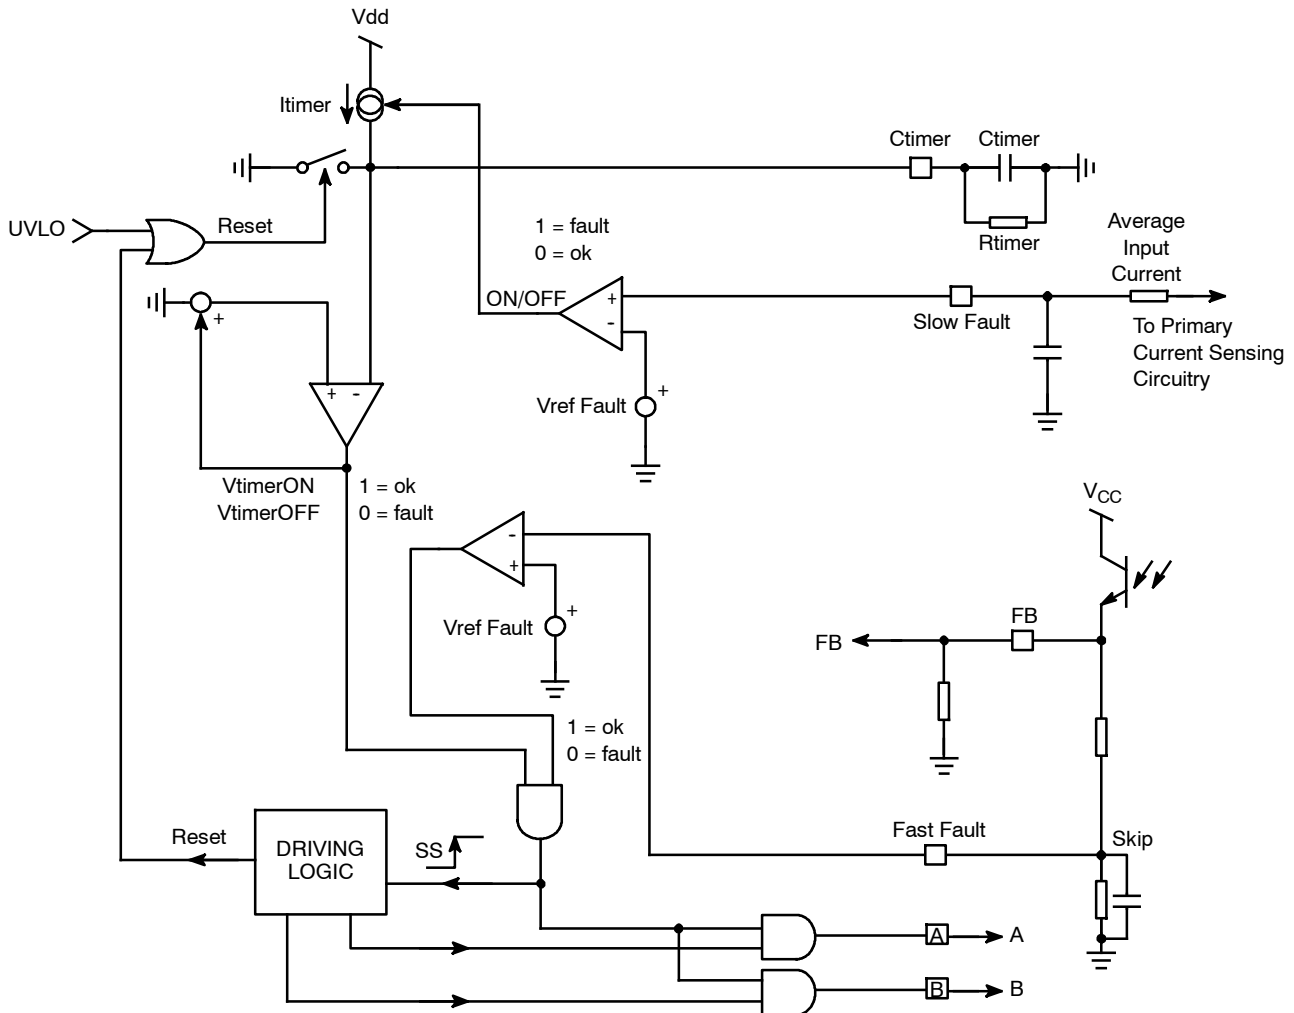 Vdd
Itimer
Ctimer
Ctimer
Rtimer
UVLO
Reset
1 = fault
0 = ok
Average
Input
Current
ON/OFF
+
-
Slow Fault
To Primary
Current Sensing
Circuitry
+
+ -
Vref Fault
+
VtimerON
VtimerOFF
1 = ok
0 = fault
VCC
-
+
Vref Fault
+
FB
FB
1 = ok
0 = fault
Reset
DRIVING
LOGIC
SS
Fast Fault
Skip
A
A
B
B